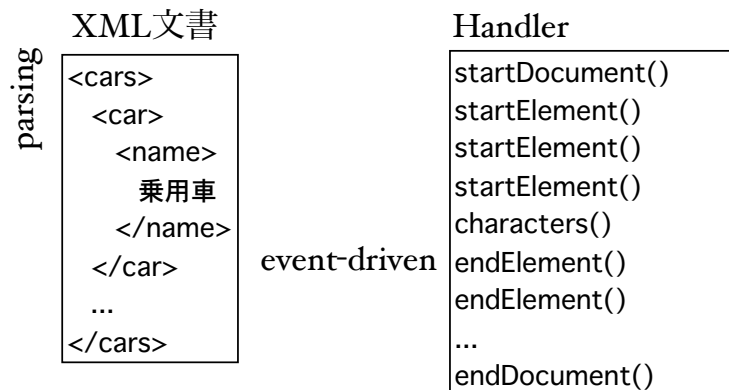 XML文書
parsing
<cars>
<car>
<name>
乗用車
</name>
</car>
...
</cars>
event-driven
Handler
startDocument()
startElement()
startElement()
startElement()
characters()
endElement()
endElement()
...
endDocument()